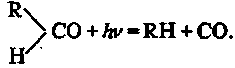 R
CO + hν = RH + CO.
H